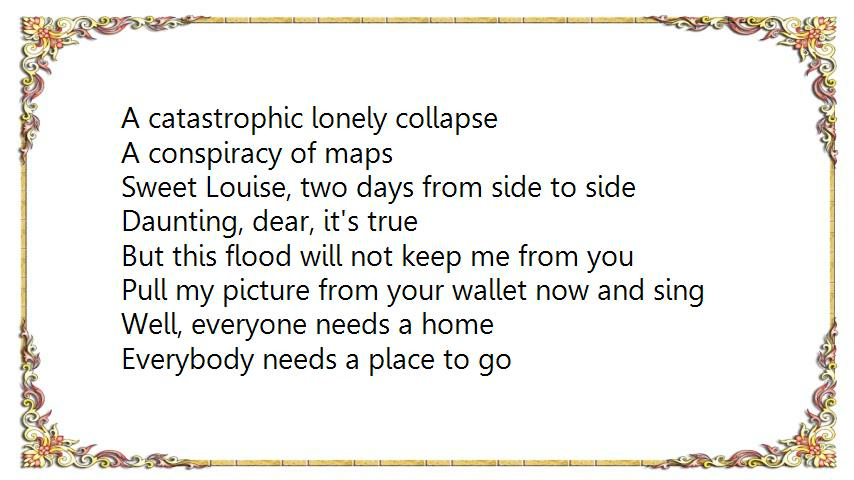 A catastrophic lonely collapse
A conspiracy of maps
Sweet Louise, two days from side to side
Daunting, dear, it's true
But this flood will not keep me from you
Pull my picture from your wallet now and sing
Well, everyone needs a home
Everybody needs a place to go